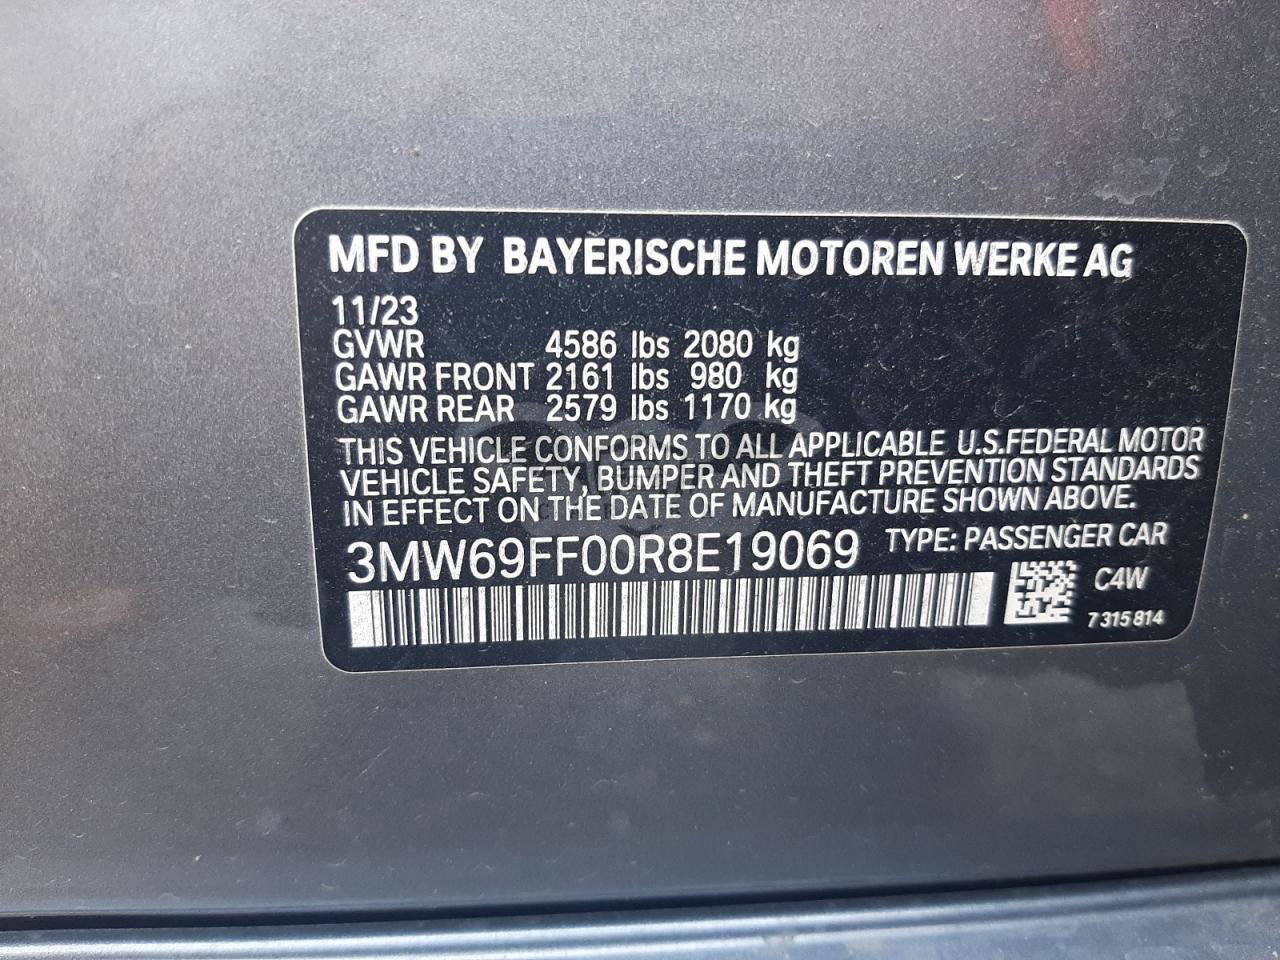 MFD BY BAYERISCHE MOTOREN WERKE AG
11/23
GVWR 4586 lbs 2080 kg
GAWR FRONT 2161 lbs 980 kg
GAWR REAR 2579 lbs 1170 kg
THIS VEHICLE CONFORMS TO ALL APPLICABLE U.S.FEDERAL MOTOR
VEHICLE SAFETY, BUMPER AND THEFT PREVENTION STANDARDS
IN EFFECT ON THE DATE OF MANUFACTURE SHOWN ABOVE.
3MW69FF00R8E19069 TYPE: PASSENGER CAR
C4W
7 315 814